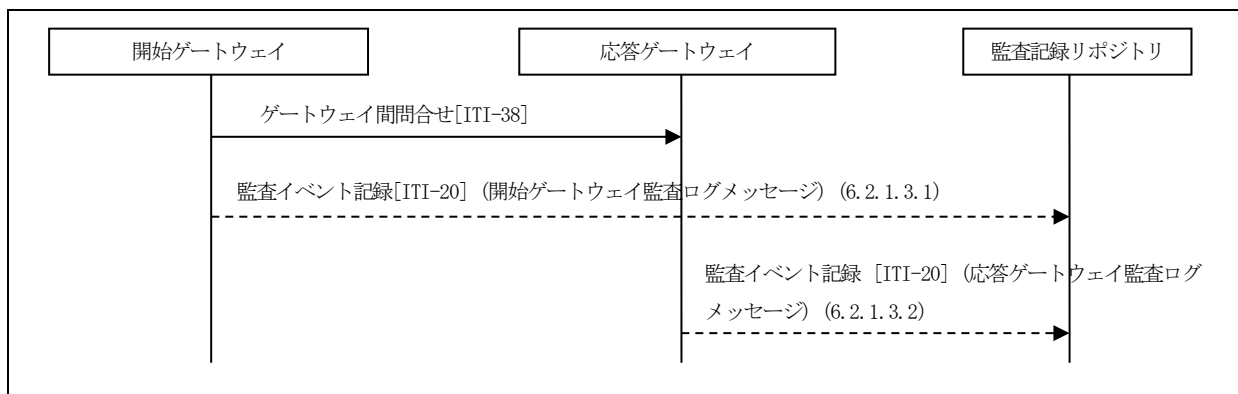 開始ゲートウェイ
応答ゲートウェイ
監査記録リポジトリ
ゲートウェイ間問合せ[ITI-38]
監査イベント記録[ITI-20] (開始ゲートウェイ監査ログメッセージ) (6.2.1.3.1)
監査イベント記録 [ITI-20] (応答ゲートウェイ監査ログ
メッセージ) (6.2.1.3.2)